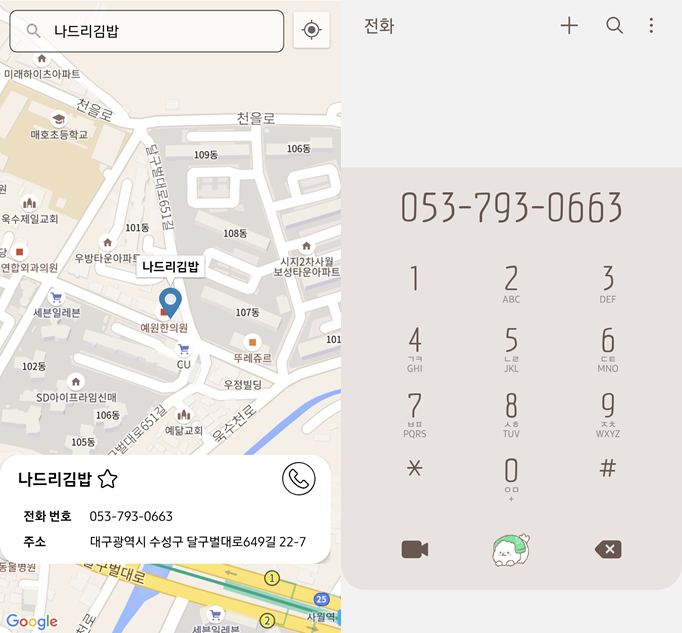 나드리김밥
미래하이츠아파트
천을로
천을로
매호초등학교
109동
106동
달구벌대로651길
욱수제일교회
101동
108동
우방타운아파트
시지2차사월
보성타운아파트
연합외과의원
나드리김밥
세븐일레븐
예원한의원
107동
CU
뚜레쥬르
101
102동
우정빌딩
SD아이프라임신매
106동
예닮교회
욱수천로
105동
구벌대로651길
나드리김밥
전화 번호 053-793-0663
주소 대구광역시 수성구 달구벌대로649길 22-7
동물병원
달구벌대로
1
25
사월역
2
천로
세븐일레븐
Google
전화
053-793-0663
1 2 3
ABC DEF
4 5 6
ㄱㅋ ㄴㄹ ㄷㅌ
GHI JKL MNO
7 8 9
ㅂㅍ ㅅㅎ ㅈㅊ
PQRS TUV WXYZ
* 0 #
ㅇㅁ
+